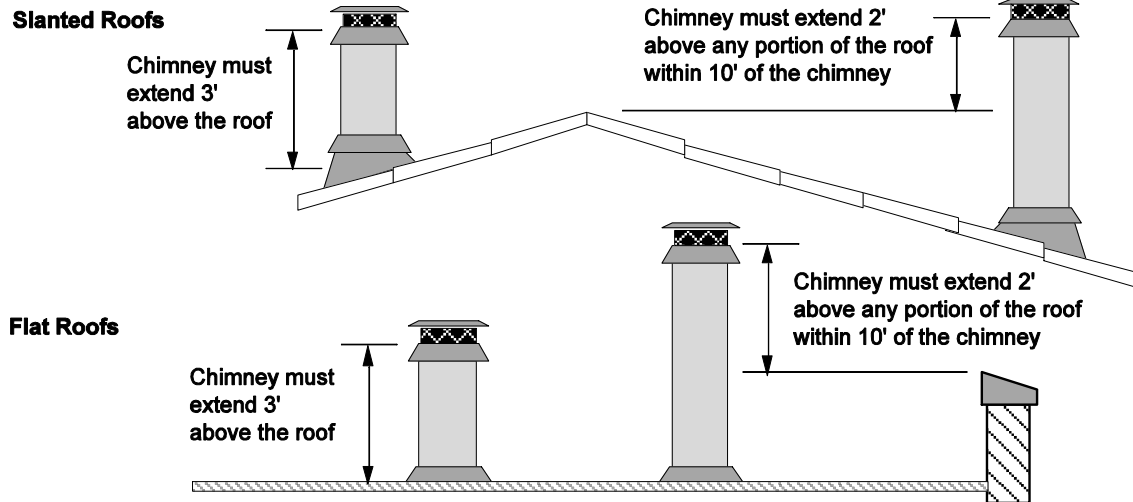 Slanted Roofs
Chimney must
extend 3'
above the roof
Chimney must extend 2'
above any portion of the roof
within 10' of the chimney
Flat Roofs
Chimney must
extend 3'
above the roof
Chimney must extend 2'
above any portion of the roof
within 10' of the chimney